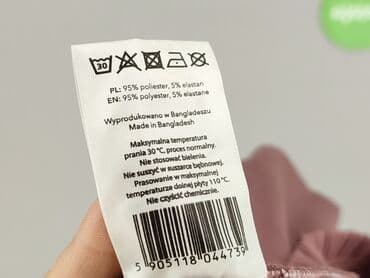 30
PL: 95% poliester, 5% elastan
EN: 95% polyester, 5% elastane
Wyprodukowano w Bangladeszu
Made in Bangladesh
Maksymalna temperatura
prania 30°C, proces normalny.
Nie stosować bielenia.
Nie suszyć w suszarce bębnowej.
Prasowanie w maksymalnej
temperaturze dolnej płyty 110°C.
Nie czyścić chemicznie.
5 905118 044739